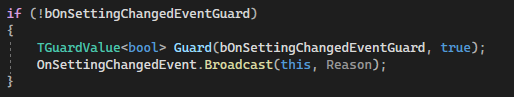 if (!bOnSettingChangedEventGuard)
{
TGuardValue<bool> Guard(bOnSettingChangedEventGuard, true);
OnSettingChangedEvent.Broadcast(this, Reason);
}